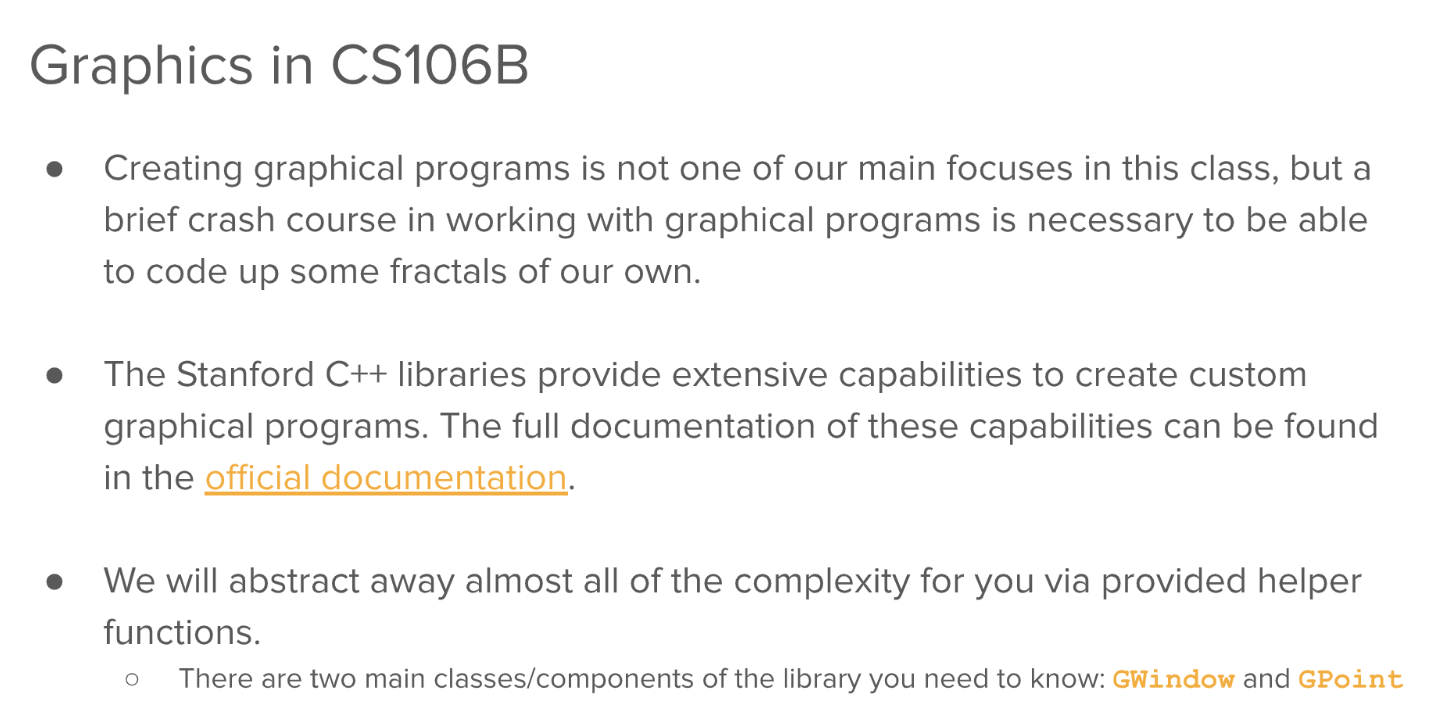 Graphics in CS106B
● Creating graphical programs is not one of our main focuses in this class, but a
brief crash course in working with graphical programs is necessary to be able
to code up some fractals of our own.
● The Stanford C++ libraries provide extensive capabilities to create custom
graphical programs. The full documentation of these capabilities can be found
in the official documentation.
● We will abstract away almost all of the complexity for you via provided helper
functions.
○ There are two main classes/components of the library you need to know: GWindow and GPoint